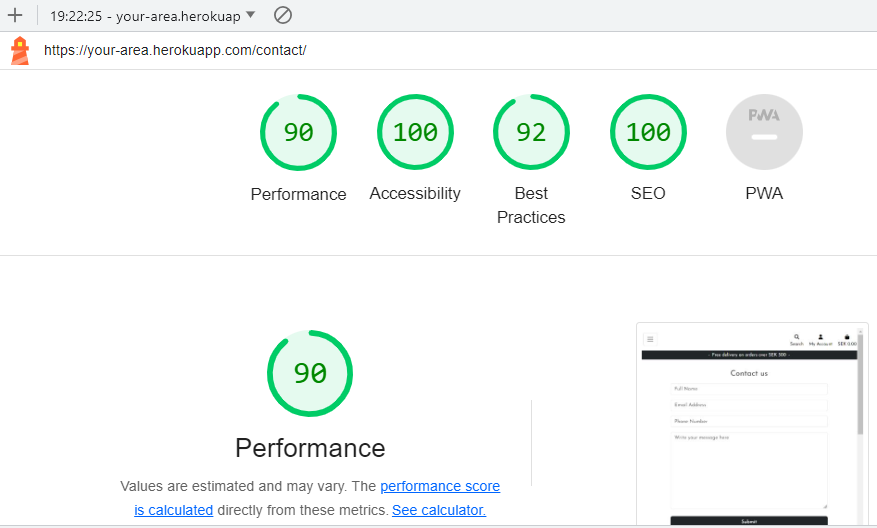 19:22:25 - your-area.herokuap
https://your-area.herokuapp.com/contact/
90 100 92 100 PWA
Performance Accessibility Best Practices SEO PWA
90
Search My Account SEK 0.00
- Free delivery on orders over SEK 500 -
Contact us
Full Name
Email Address
Phone Number
Write your message here
Submit
Performance
Values are estimated and may vary. The performance score
is calculated directly from these metrics. See calculator.